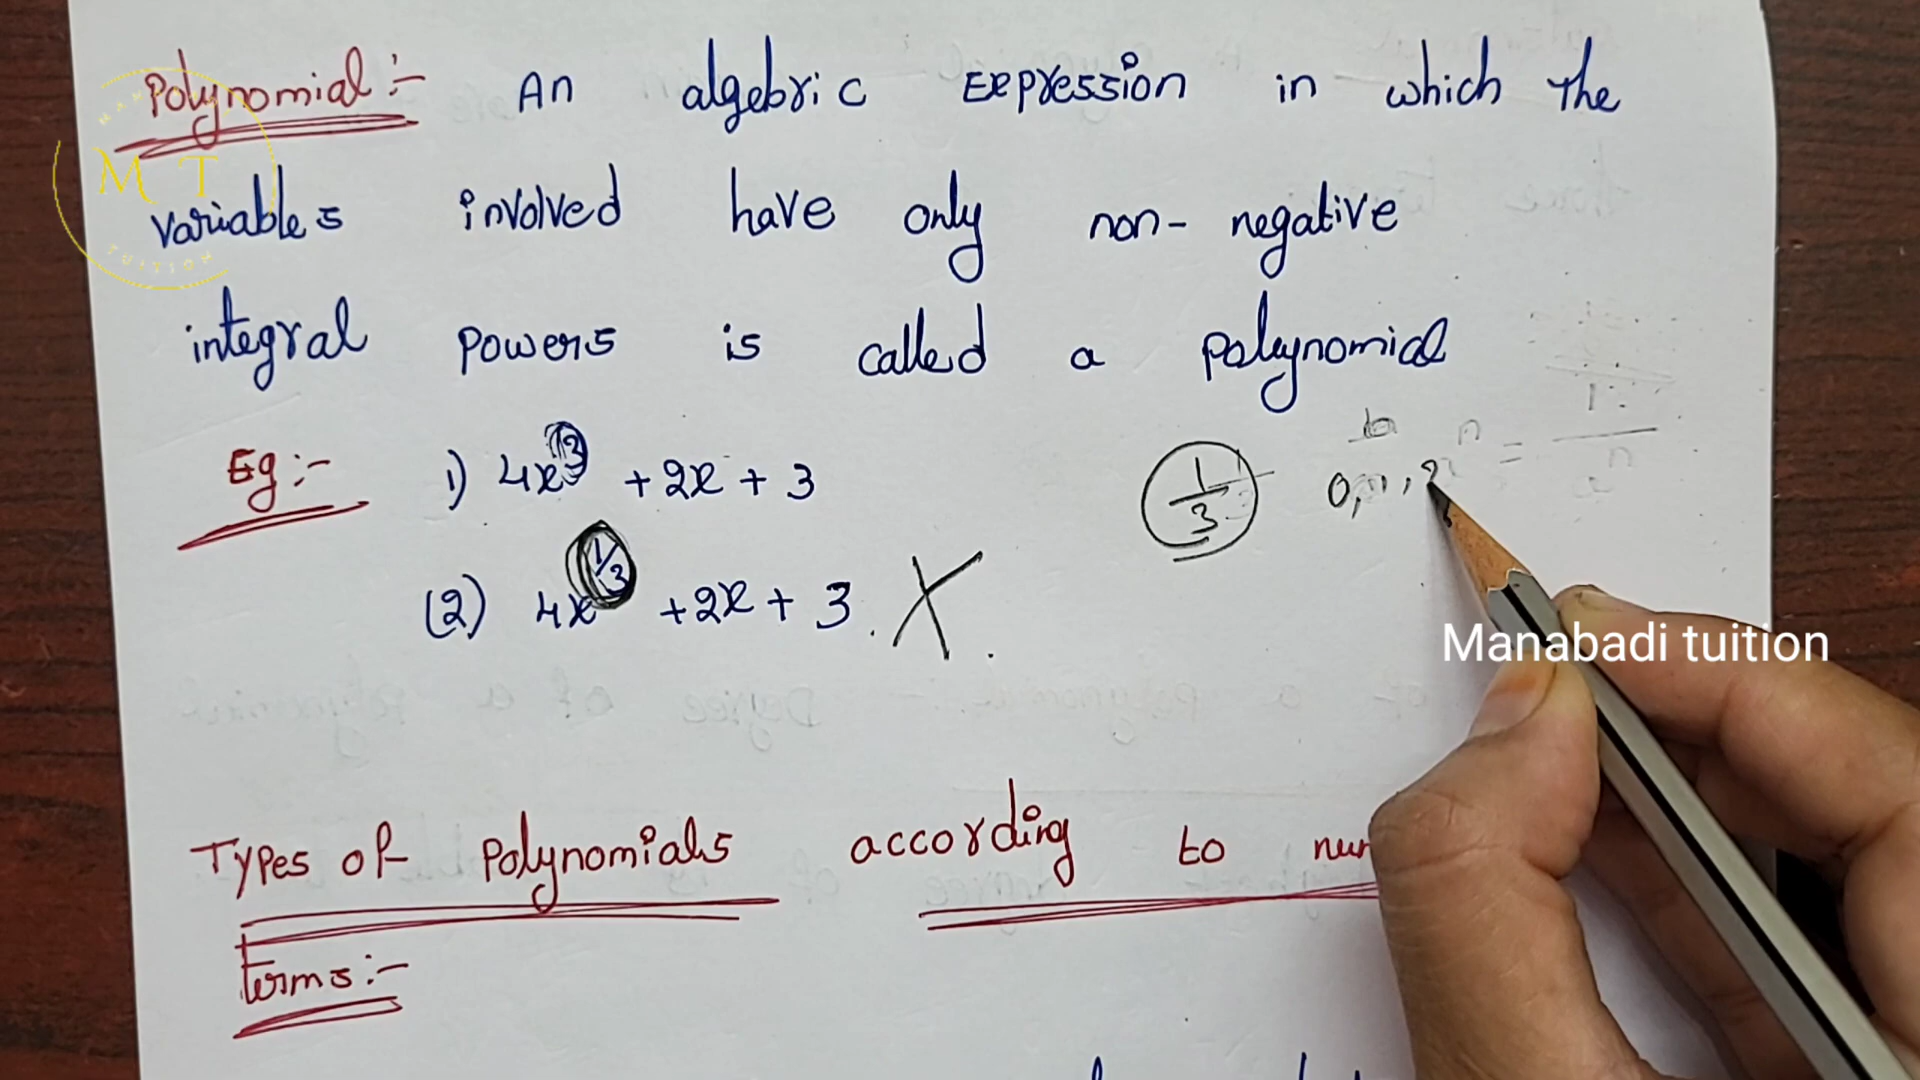 Polynomial:- An algebric Expression in which the
variables involved have only non-negative
integral powers is called a polynomial
Eg:- 1) 4x³ + 2x + 3
1/3 0, 1, 2
(2) 4x^1/3 + 2x + 3.
Manabadi tuition
Types of Polynomials according to
terms:-
M T
TUITION